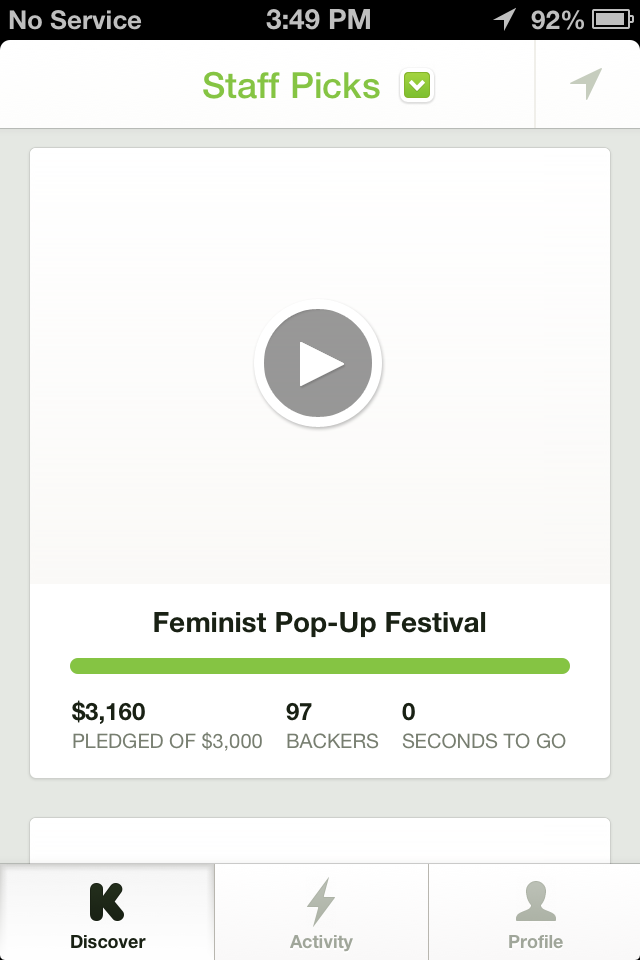 No Service 3:49 PM 92%
Staff Picks
Feminist Pop-Up Festival
$3,160 97 0
PLEDGED OF $3,000 BACKERS SECONDS TO GO
K
Discover Activity Profile